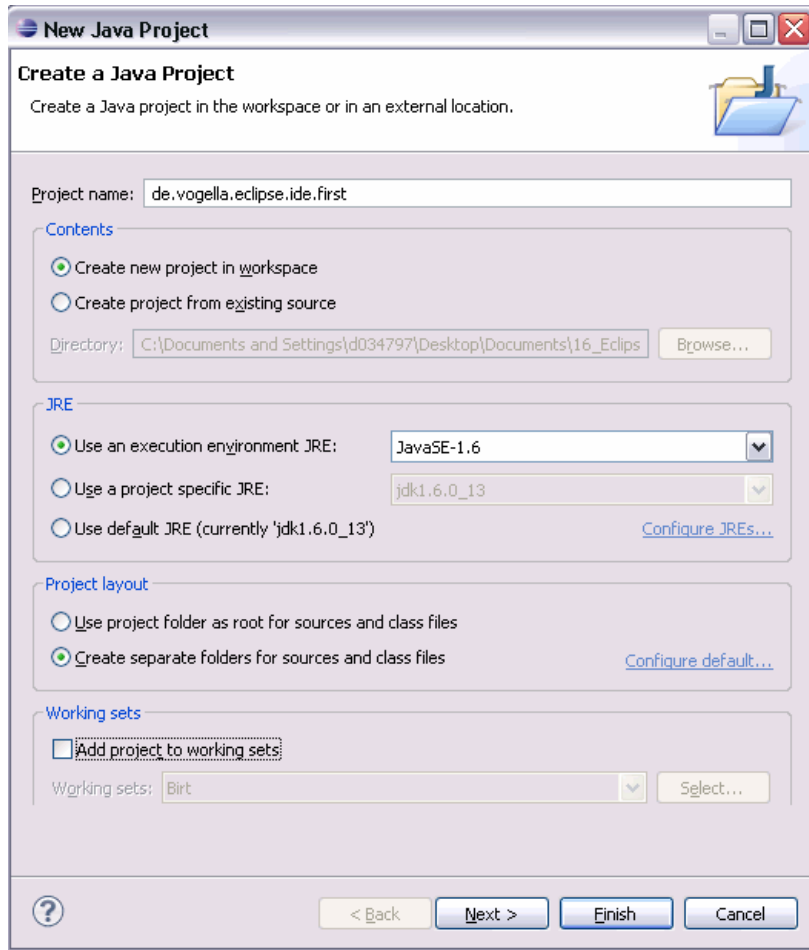 New Java Project
Create a Java Project
Create a Java project in the workspace or in an external location.
Project name: de.vogella.eclipse.ide.first
Contents
Create new project in workspace
Create project from existing source
Directory: C:\Documents and Settings\d034797\Desktop\Documents\16_Eclips Browse...
JRE
Use an execution environment JRE: JavaSE-1.6
Use a project specific JRE: jdk1.6.0_13
Use default JRE (currently 'jdk1.6.0_13') Configure JREs...
Project layout
Use project folder as root for sources and class files
Create separate folders for sources and class files Configure default...
Working sets
Add project to working sets
Working sets: Birt Select...
? < Back Next > Finish Cancel